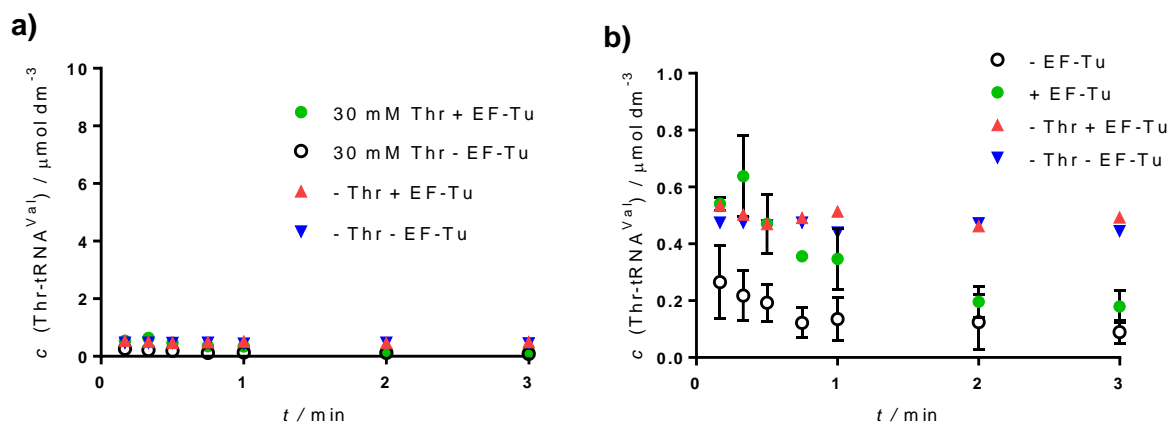 a)
10
8
6
4
2
0
0
1
2
3
c (Thr-tRNA^Val) / μmol dm^-3
t / min
30 mM Thr + EF-Tu
30 mM Thr - EF-Tu
- Thr + EF-Tu
- Thr - EF-Tu
b)
1.0
0.8
0.6
0.4
0.2
0.0
0
1
2
3
c (Thr-tRNA^Val) / μmol dm^-3
t / min
- EF-Tu
+ EF-Tu
- Thr + EF-Tu
- Thr - EF-Tu